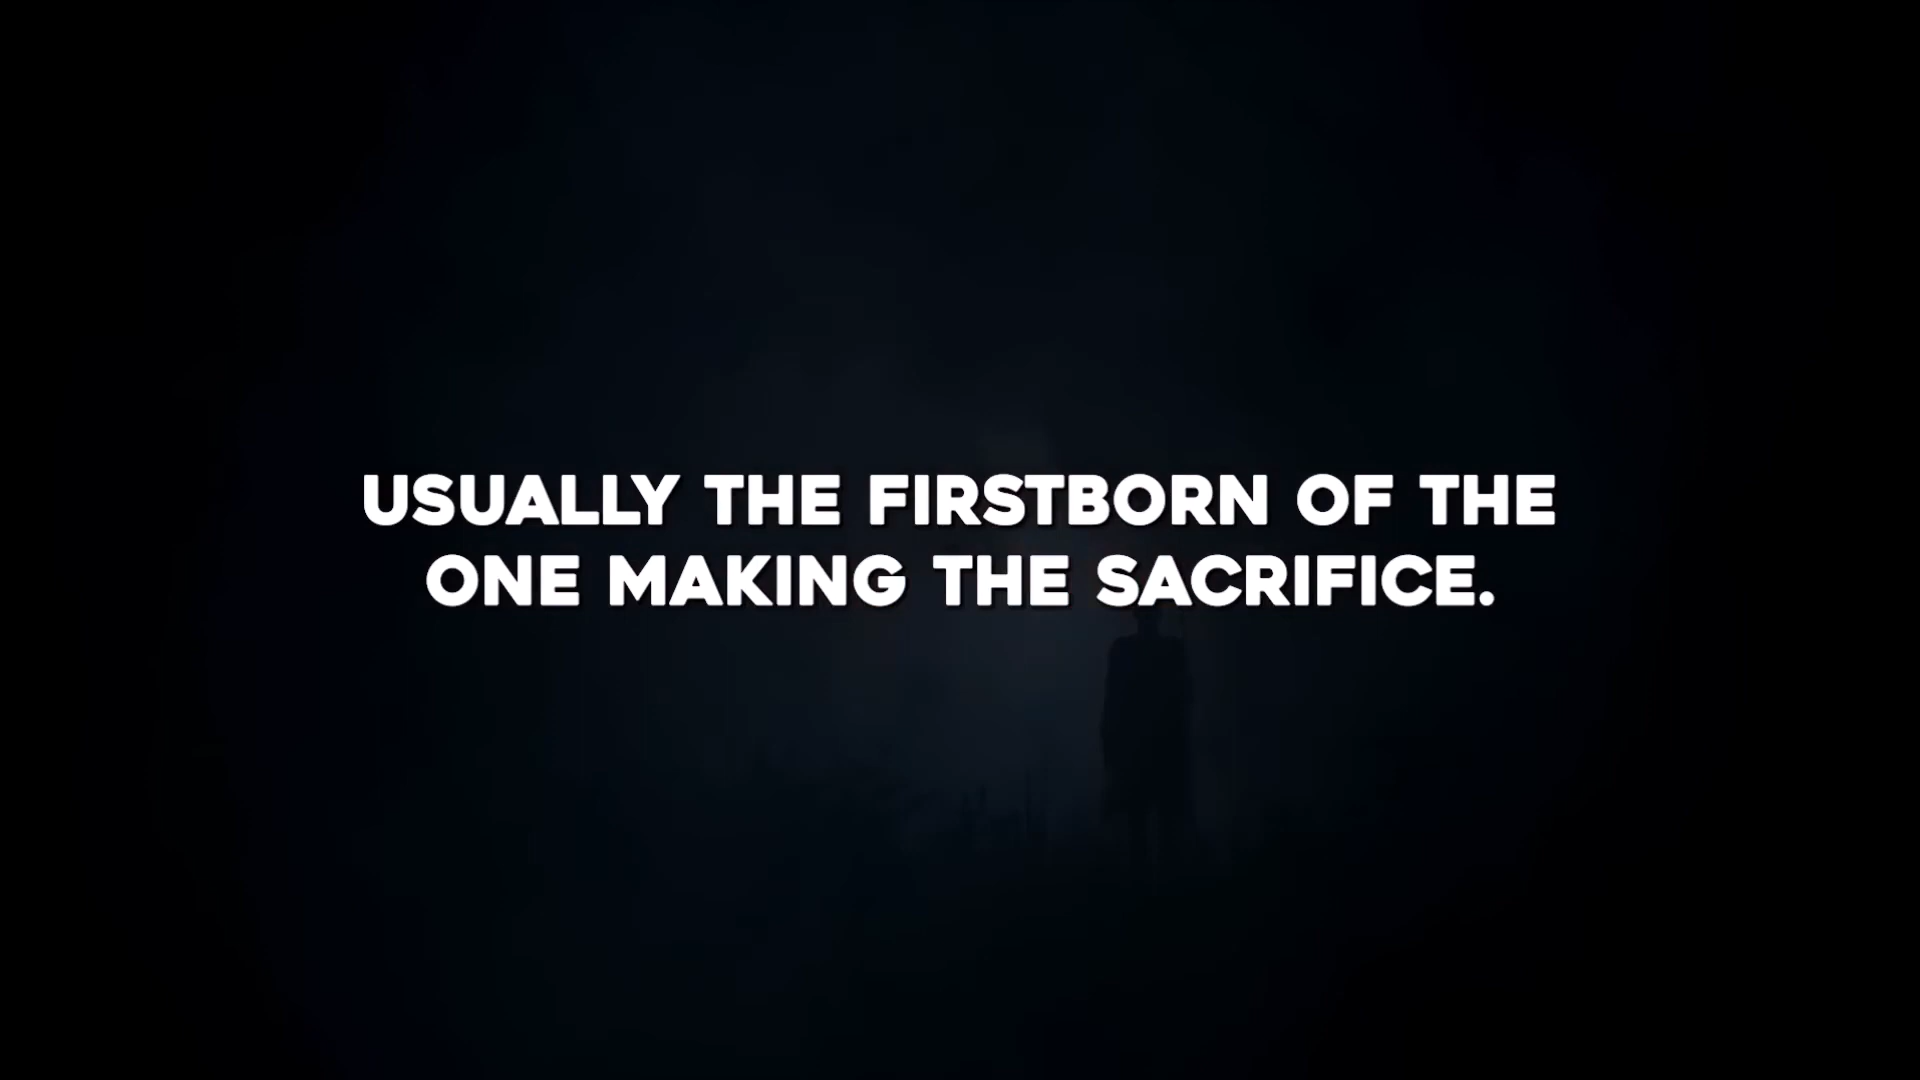 USUALLY THE FIRSTBORN OF THE
ONE MAKING THE SACRIFICE.